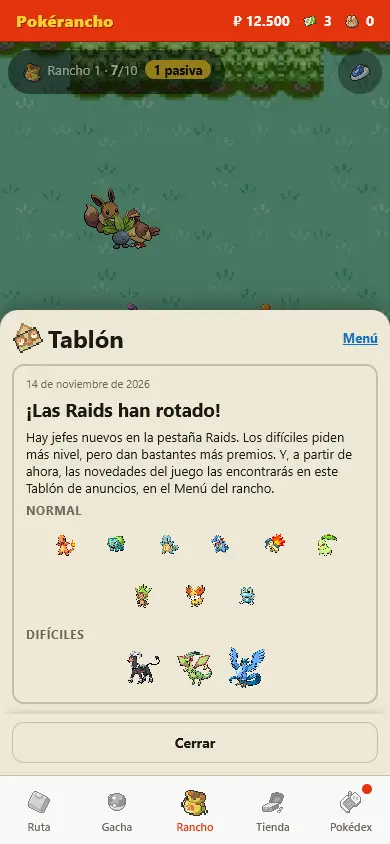 Pokérancho
₽ 12.500 3 0
Rancho 1 · 7/10 1 pasiva
Tablón
Menú
14 de noviembre de 2026
¡Las Raids han rotado!
Hay jefes nuevos en la pestaña Raids. Los difíciles piden
más nivel, pero dan bastantes más premios. Y, a partir de
ahora, las novedades del juego las encontrarás en este
Tablón de anuncios, en el Menú del rancho.
NORMAL
DIFÍCILES
Cerrar
Ruta
Gacha
Rancho
Tienda
Pokédex